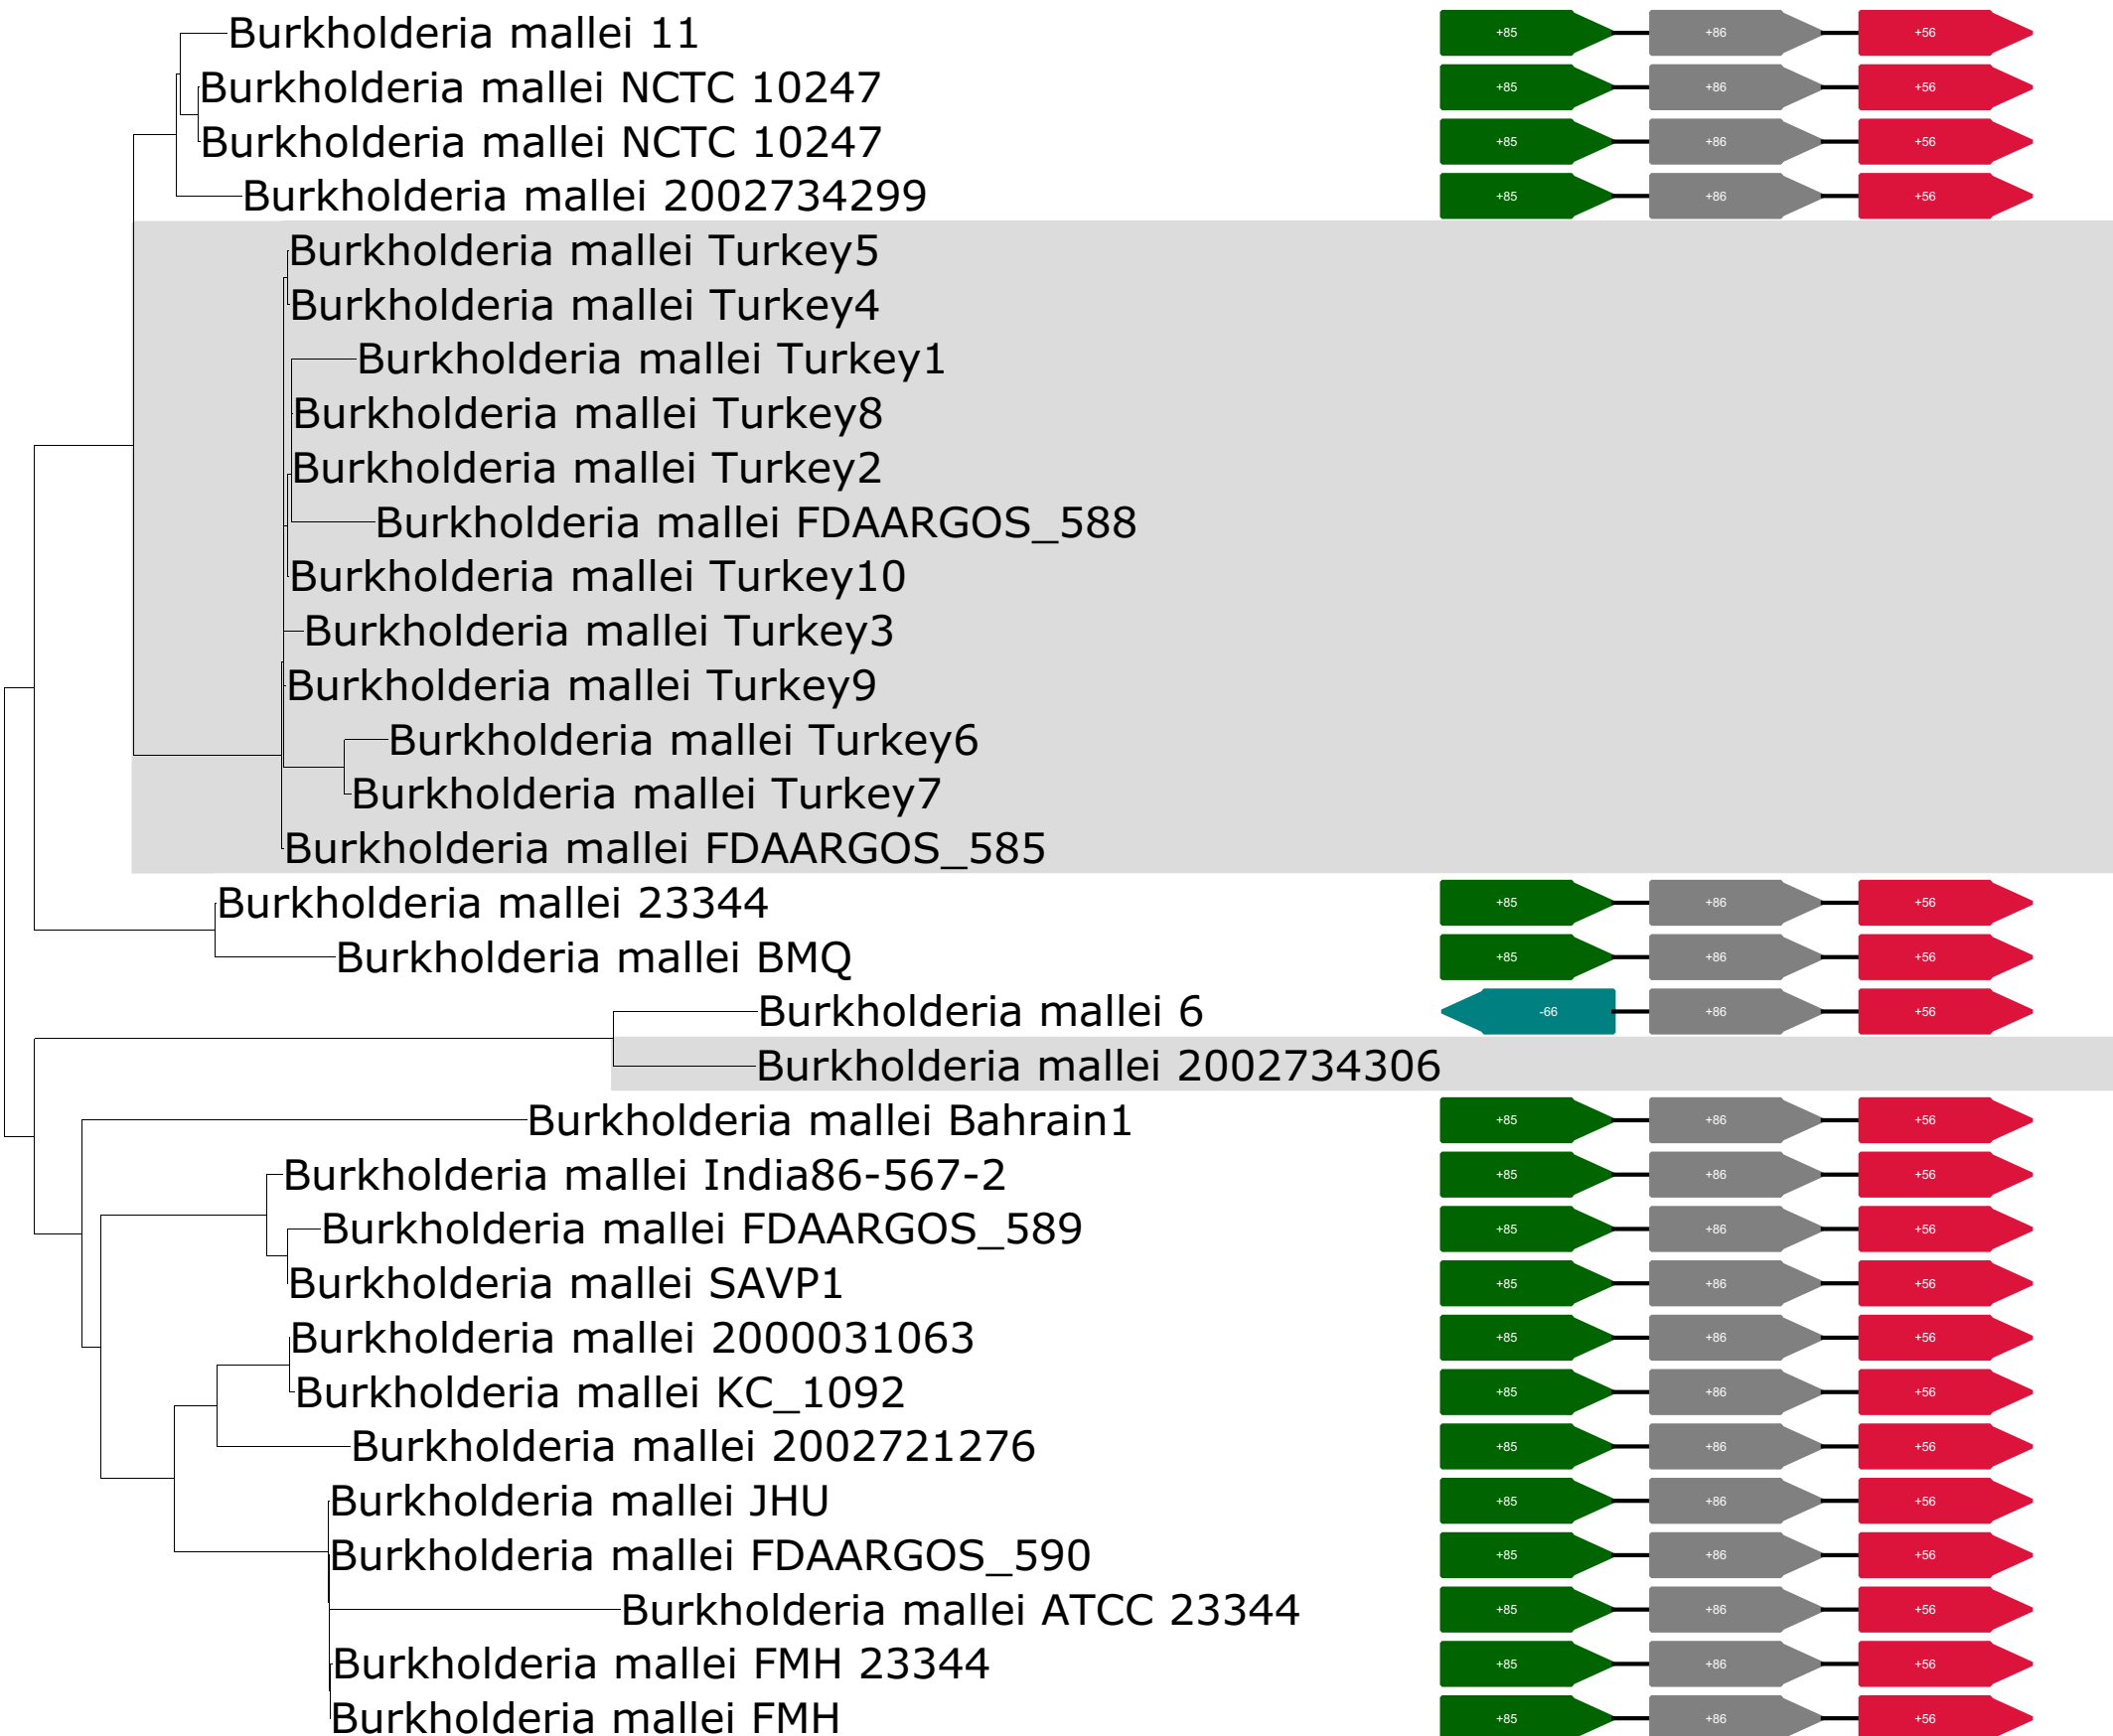 Burkholderia mallei 11 +85 +86 +56
Burkholderia mallei NCTC 10247 +85 +86 +56
Burkholderia mallei NCTC 10247 +85 +86 +56
Burkholderia mallei 2002734299 +85 +86 +56
Burkholderia mallei Turkey5
Burkholderia mallei Turkey4
Burkholderia mallei Turkey1
Burkholderia mallei Turkey8
Burkholderia mallei Turkey2
Burkholderia mallei FDAARGOS_588
Burkholderia mallei Turkey10
Burkholderia mallei Turkey3
Burkholderia mallei Turkey9
Burkholderia mallei Turkey6
Burkholderia mallei Turkey7
Burkholderia mallei FDAARGOS_585
Burkholderia mallei 23344 +85 +86 +56
Burkholderia mallei BMQ +85 +86 +56
Burkholderia mallei 6 -66 +86 +56
Burkholderia mallei 2002734306
Burkholderia mallei Bahrain1 +85 +86 +56
Burkholderia mallei India86-567-2 +85 +86 +56
Burkholderia mallei FDAARGOS_589 +85 +86 +56
Burkholderia mallei SAVP1 +85 +86 +56
Burkholderia mallei 2000031063 +85 +86 +56
Burkholderia mallei KC_1092 +85 +86 +56
Burkholderia mallei 2002721276 +85 +86 +56
Burkholderia mallei JHU +85 +86 +56
Burkholderia mallei FDAARGOS_590 +85 +86 +56
Burkholderia mallei ATCC 23344 +85 +86 +56
Burkholderia mallei FMH 23344 +85 +86 +56
Burkholderia mallei FMH +85 +86 +56